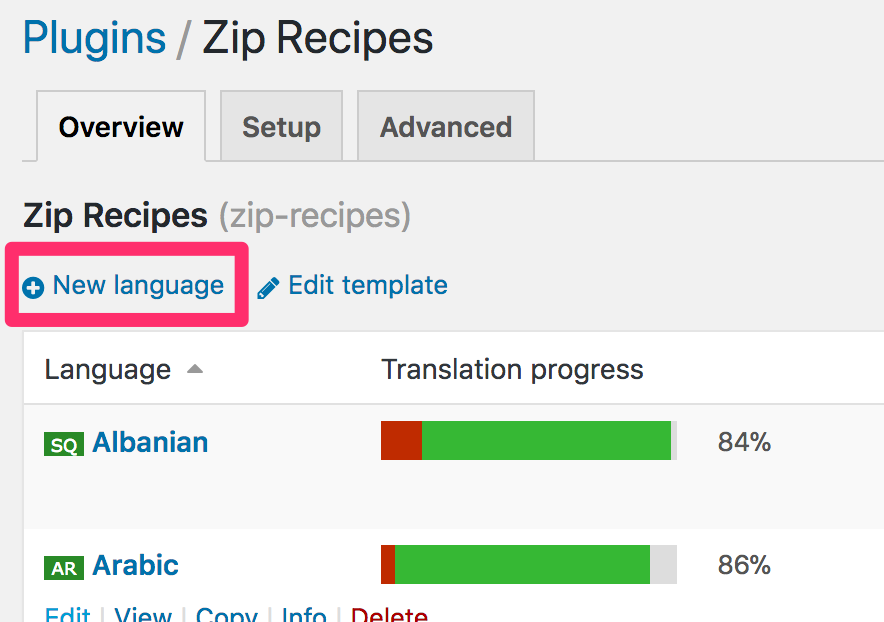 Plugins / Zip Recipes
Overview Setup Advanced
Zip Recipes (zip-recipes)
New language Edit template
Language Translation progress
SQ Albanian 84%
AR Arabic 86%
Edit | View | Copy | Info | Delete